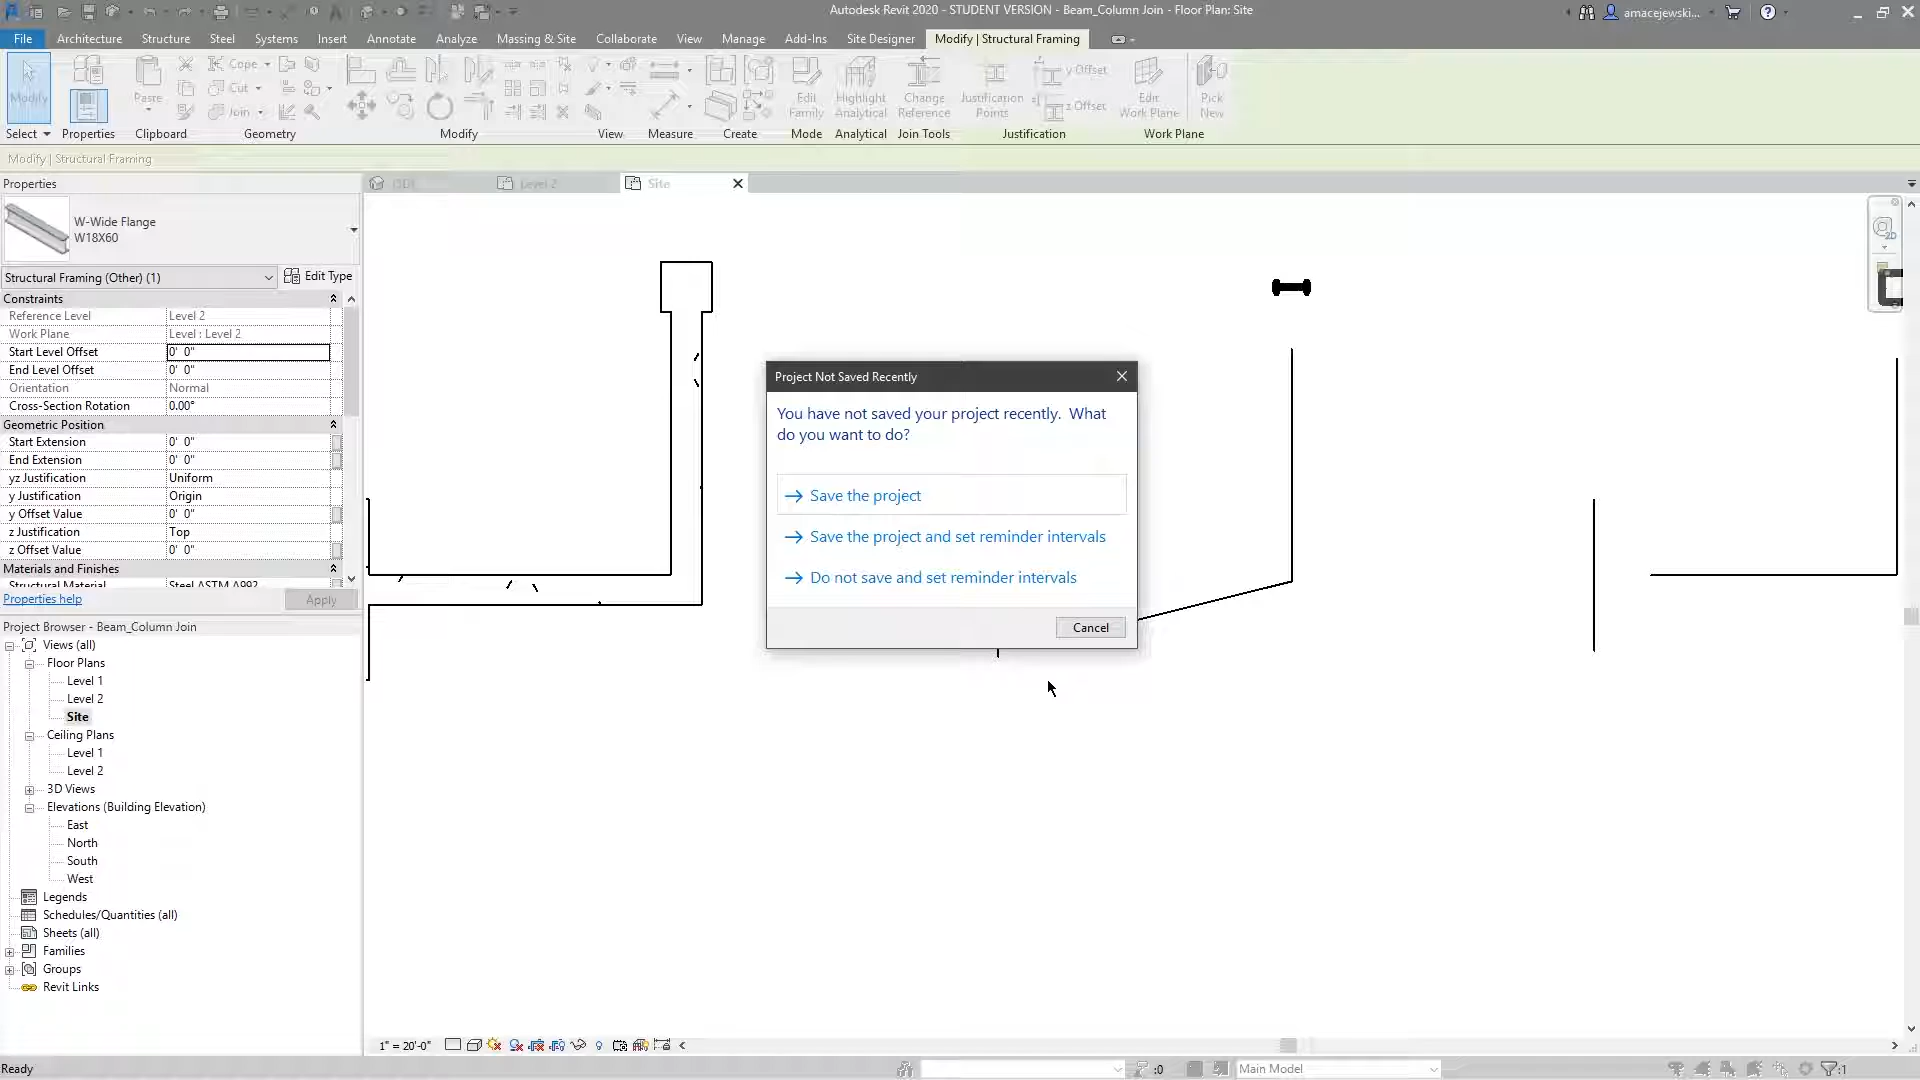 Autodesk Revit 2020 - STUDENT VERSION - Beam_Column Join - Floor Plan: Site
amacejewski...
File Architecture Structure Steel Systems Insert Annotate Analyze Massing & Site Collaborate View Manage Add-Ins Site Designer Modify | Structural Framing
Modify
Paste
Cope
Cut
Join
Edit Family
Highlight Analytical
Change Reference
Justification Points
y Offset
z Offset
Edit Work Plane
Pick New
Select Properties Clipboard Geometry Modify View Measure Create Mode Analytical Join Tools Justification Work Plane
Modify | Structural Framing
Properties
{3D}
Level 2
Site
W-Wide Flange
W18X60
Structural Framing (Other) (1)
Edit Type
Constraints
Reference Level Level 2
Work Plane Level : Level 2
Start Level Offset 0' 0"
End Level Offset 0' 0"
Orientation Normal
Cross-Section Rotation 0.00°
Geometric Position
Start Extension 0' 0"
End Extension 0' 0"
yz Justification Uniform
y Justification Origin
y Offset Value 0' 0"
z Justification Top
z Offset Value 0' 0"
Materials and Finishes
Structural Material Steel ASTM A992
Properties help
Apply
Project Browser - Beam_Column Join
Views (all)
Floor Plans
Level 1
Level 2
Site
Ceiling Plans
Level 1
Level 2
3D Views
Elevations (Building Elevation)
East
North
South
West
Legends
Schedules/Quantities (all)
Sheets (all)
Families
Groups
Revit Links
Project Not Saved Recently
You have not saved your project recently. What
do you want to do?
Save the project
Save the project and set reminder intervals
Do not save and set reminder intervals
Cancel
2D
1" = 20'-0"
Ready
:0
Main Model
:1